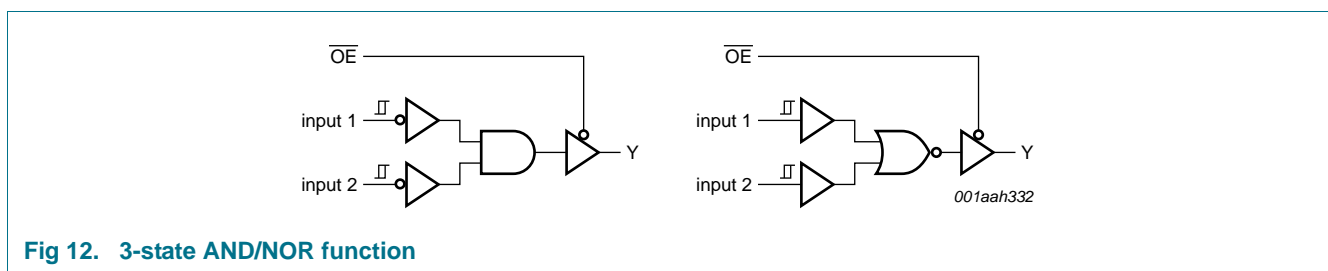 OE
input 1
input 2
Y
OE
input 1
input 2
Y
001aah332
Fig 12. 3-state AND/NOR function